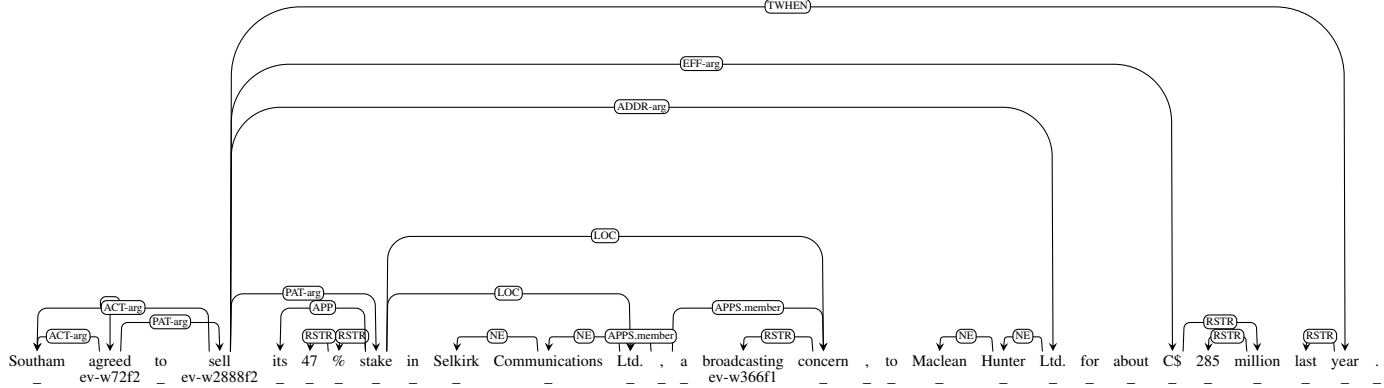 TWHEN
EFF-arg
ADDR-arg
LOC
PAT-arg LOC
ACT-arg APP APPS.member
PAT-arg
ACT-arg RSTR RSTR NE NE APPS.member RSTR NE NE RSTR RSTR RSTR
Southam agreed to sell its 47 % stake in Selkirk Communications Ltd. , a broadcasting concern , to Maclean Hunter Ltd. for about C$ 285 million last year .
_ ev-w72f2 _ ev-w2888f2 _ _ _ _ _ _ _ _ _ _ ev-w366f1 _ _ _ _ _ _ _ _ _ _ _ _ _ _